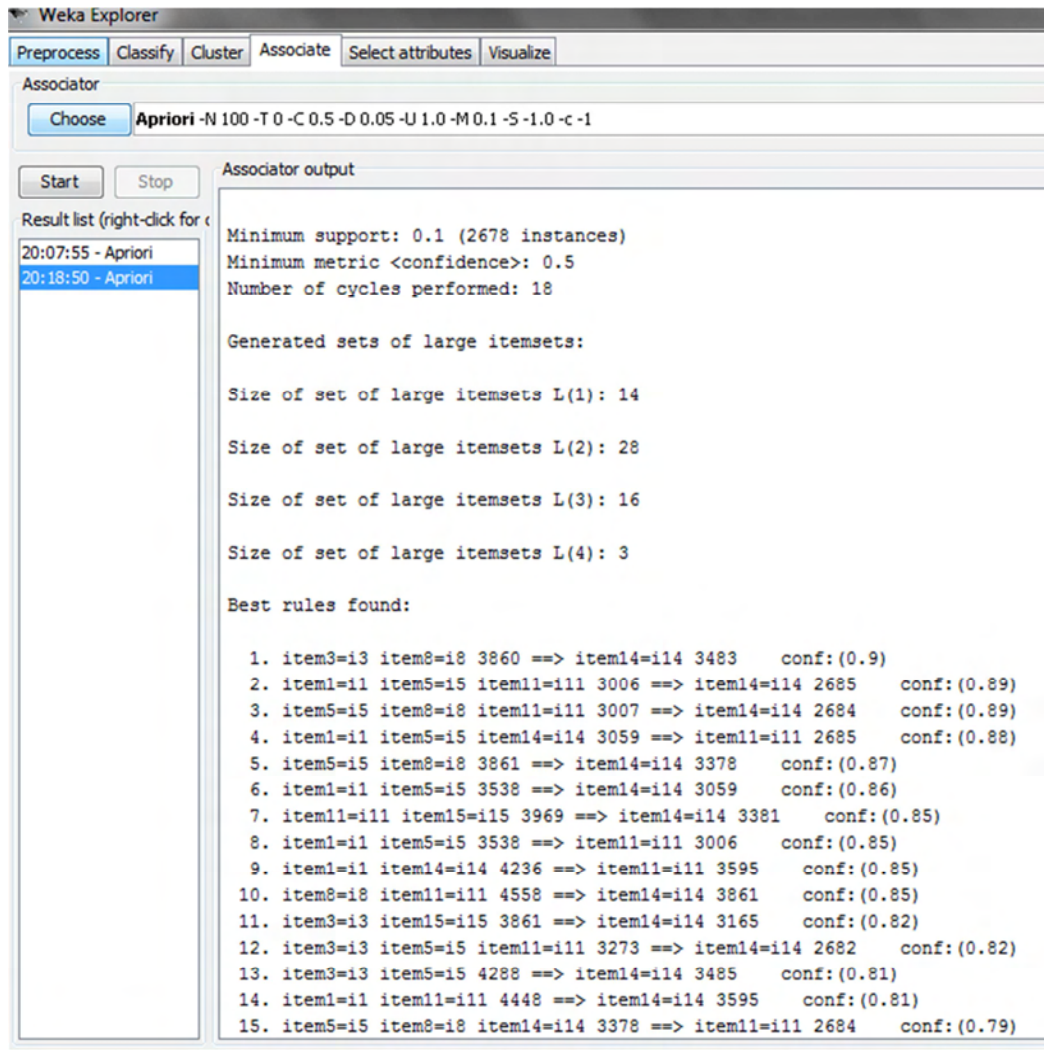 Weka Explorer
Preprocess Classify Cluster Associate Select attributes Visualize
Associator
Choose Apriori -N 100 -T 0 -C 0.5 -D 0.05 -U 1.0 -M 0.1 -S -1.0 -c -1
Start Stop
Associator output
Result list (right-click for
20:07:55 - Apriori
20:18:50 - Apriori
Minimum support: 0.1 (2678 instances)
Minimum metric <confidence>: 0.5
Number of cycles performed: 18
Generated sets of large itemsets:
Size of set of large itemsets L(1): 14
Size of set of large itemsets L(2): 28
Size of set of large itemsets L(3): 16
Size of set of large itemsets L(4): 3
Best rules found:
1. item3=i3 item8=i8 3860 ==> item14=i14 3483 conf:(0.9)
2. item1=i1 item5=i5 item11=i11 3006 ==> item14=i14 2685 conf:(0.89)
3. item5=i5 item8=i8 item11=i11 3007 ==> item14=i14 2684 conf:(0.89)
4. item1=i1 item5=i5 item14=i14 3059 ==> item11=i11 2685 conf:(0.88)
5. item5=i5 item8=i8 3861 ==> item14=i14 3378 conf:(0.87)
6. item1=i1 item5=i5 3538 ==> item14=i14 3059 conf:(0.86)
7. item11=i11 item15=i15 3969 ==> item14=i14 3381 conf:(0.85)
8. item1=i1 item5=i5 3538 ==> item11=i11 3006 conf:(0.85)
9. item1=i1 item14=i14 4236 ==> item11=i11 3595 conf:(0.85)
10. item8=i8 item11=i11 4558 ==> item14=i14 3861 conf:(0.85)
11. item3=i3 item15=i15 3861 ==> item14=i14 3165 conf:(0.82)
12. item3=i3 item5=i5 item11=i11 3273 ==> item14=i14 2682 conf:(0.82)
13. item3=i3 item5=i5 4288 ==> item14=i14 3485 conf:(0.81)
14. item1=i1 item11=i11 4448 ==> item14=i14 3595 conf:(0.81)
15. item5=i5 item8=i8 item14=i14 3378 ==> item11=i11 2684 conf:(0.79)